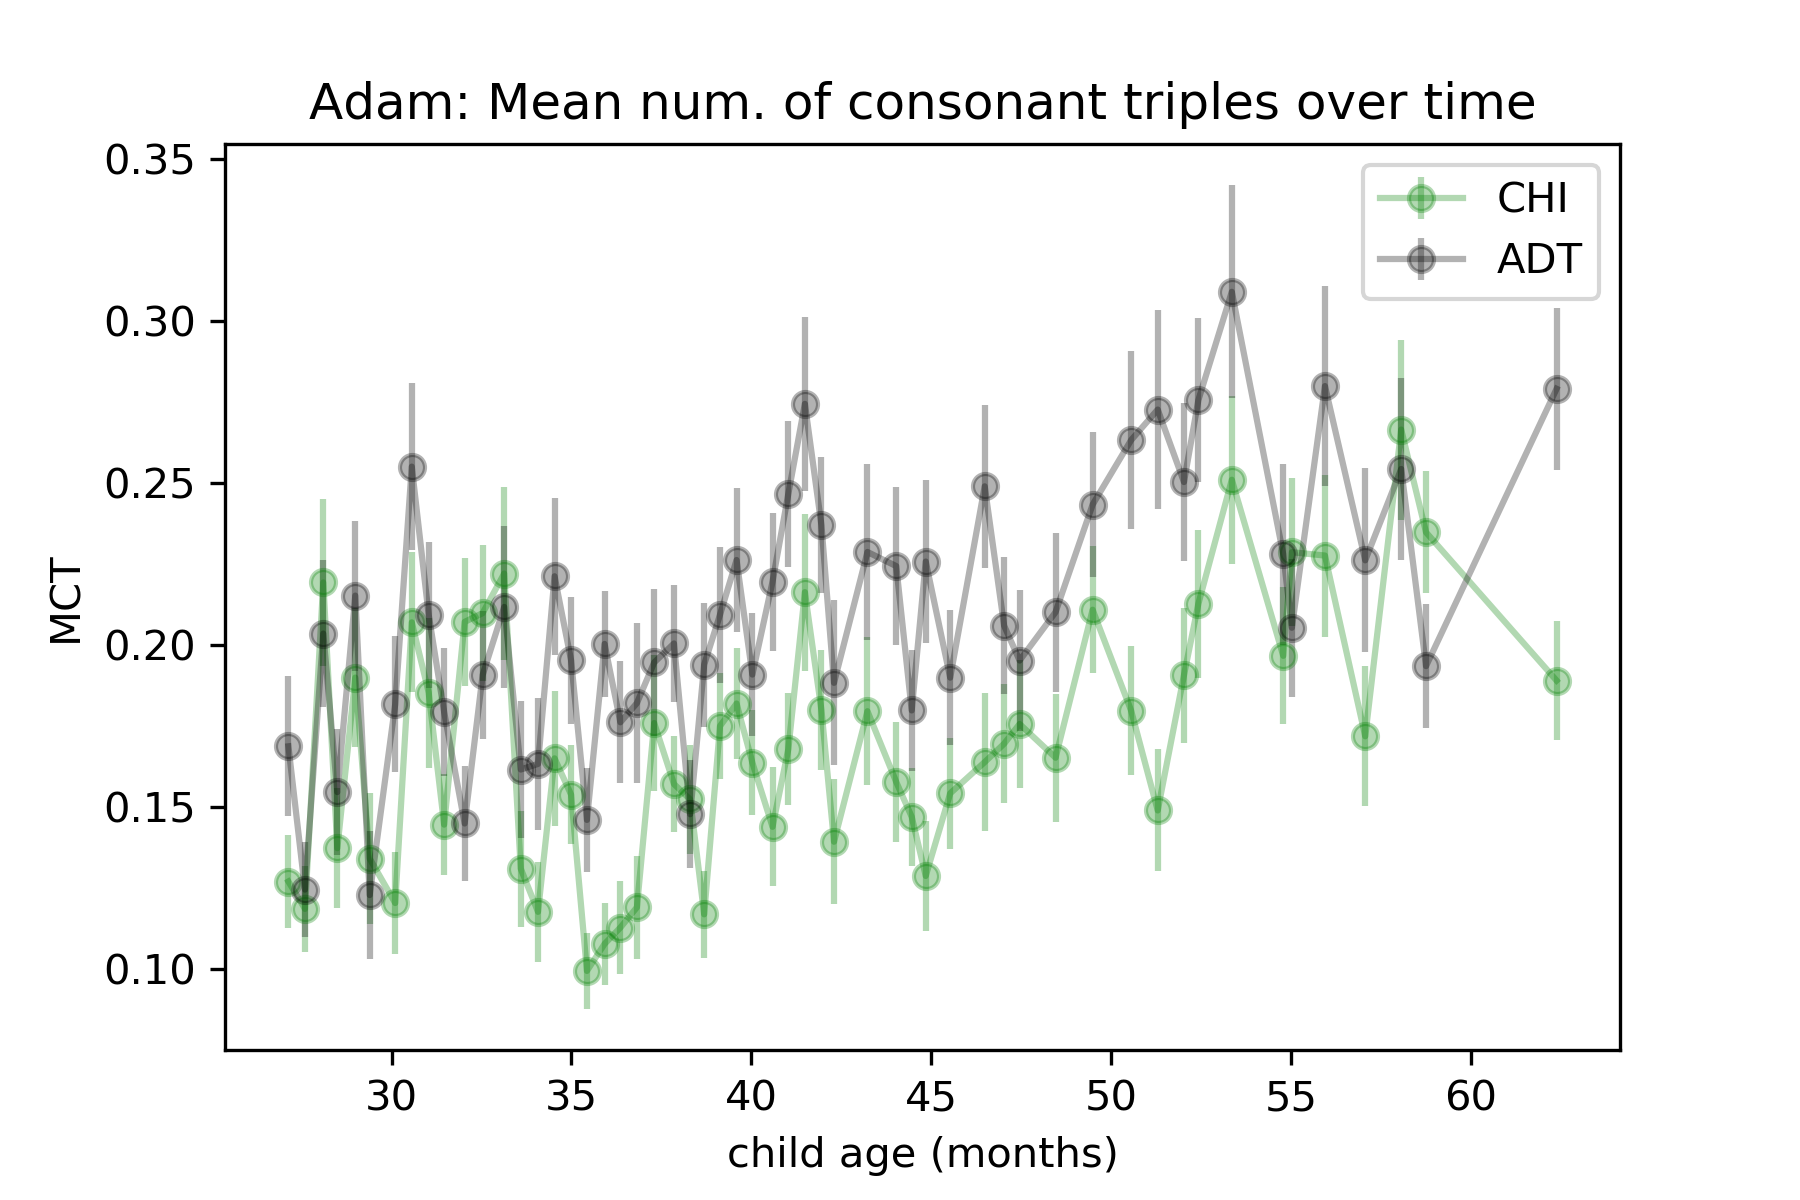 Adam: Mean num. of consonant triples over time
CHI
ADT
MCT
0.35
0.30
0.25
0.20
0.15
0.10
30 35 40 45 50 55 60
child age (months)